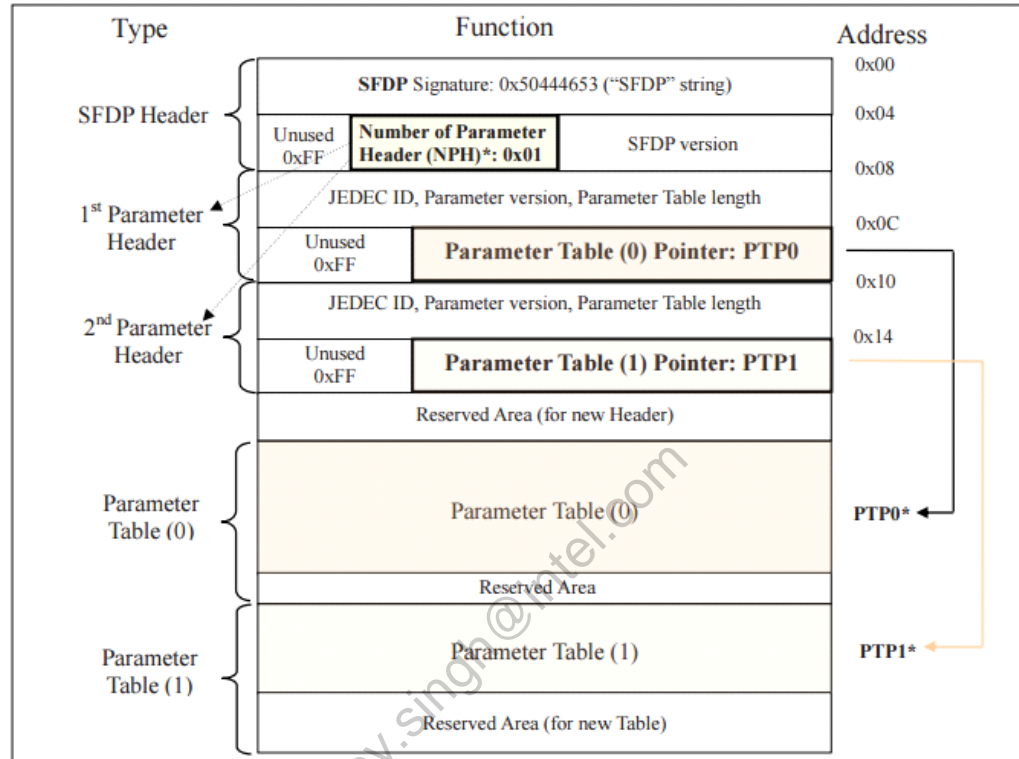 Type Function Address
0x00
SFDP Signature: 0x50444653 (“SFDP” string)
SFDP Header
0x04
Unused
0xFF
Number of Parameter
Header (NPH)*: 0x01
SFDP version
0x08
1st Parameter
Header
JEDEC ID, Parameter version, Parameter Table length
0x0C
Unused
0xFF
Parameter Table (0) Pointer: PTP0
0x10
2nd Parameter
Header
JEDEC ID, Parameter version, Parameter Table length
0x14
Unused
0xFF
Parameter Table (1) Pointer: PTP1
Reserved Area (for new Header)
Parameter
Table (0)
Parameter Table (0)
PTP0*
Reserved Area
Parameter
Table (1)
Parameter Table (1)
PTP1*
Reserved Area (for new Table)
singh@intel.com